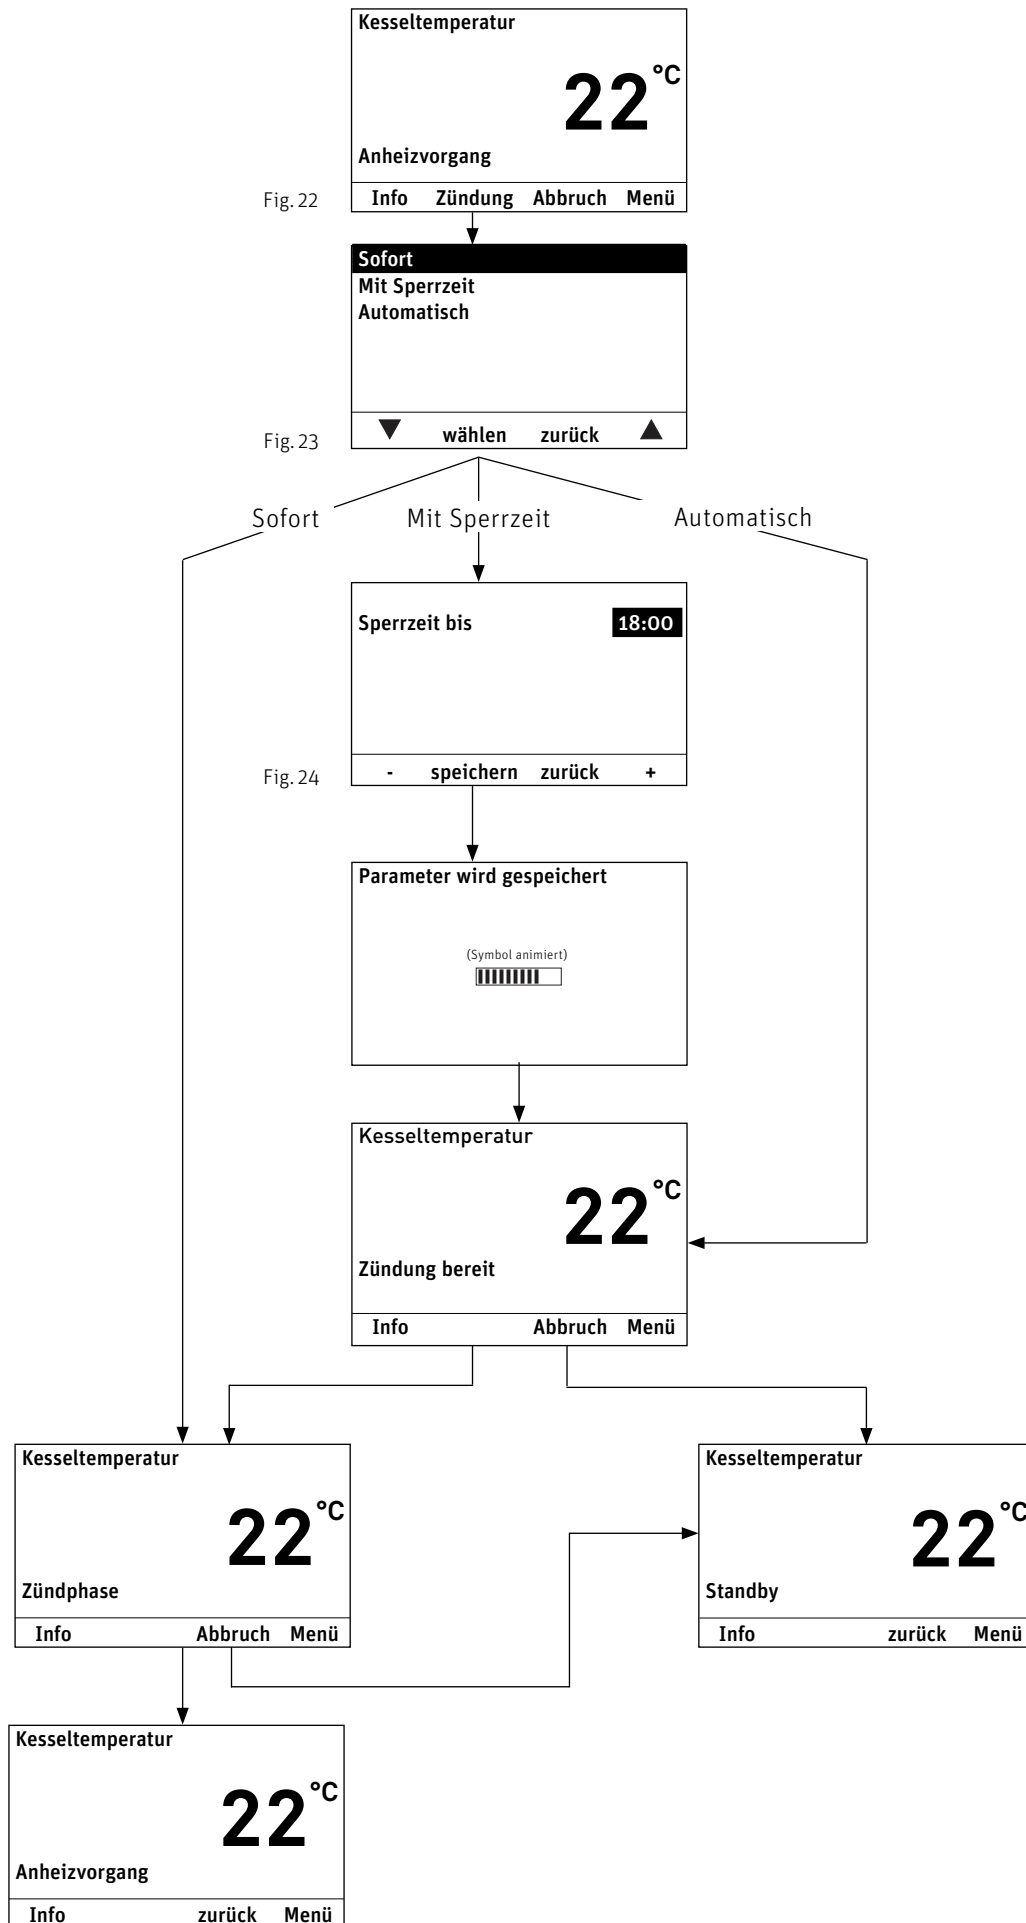 Kesseltemperatur
22 °C
Anheizvorgang
Info Zündung Abbruch Menü
Fig. 22
Sofort
Mit Sperrzeit
Automatisch
▼ wählen zurück ▲
Fig. 23
Sofort Mit Sperrzeit Automatisch
Sperrzeit bis 18:00
- speichern zurück +
Fig. 24
Parameter wird gespeichert
(Symbol animiert)
Kesseltemperatur
22 °C
Zündung bereit
Info Abbruch Menü
Kesseltemperatur
22 °C
Zündphase
Info Abbruch Menü
Kesseltemperatur
22 °C
Standby
Info zurück Menü
Kesseltemperatur
22 °C
Anheizvorgang
Info zurück Menü